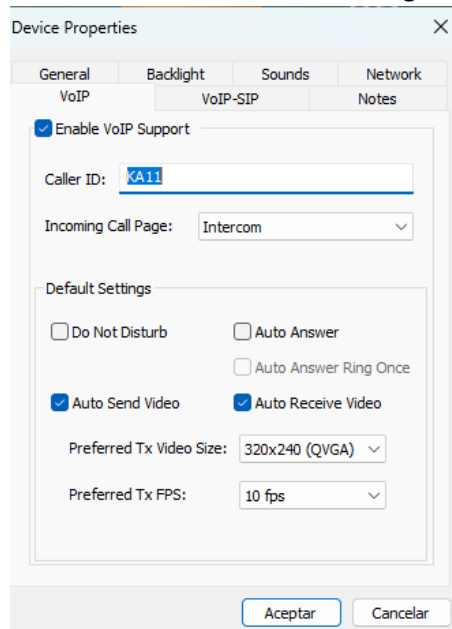 Device Properties
General Backlight Sounds Network
VoIP VoIP-SIP Notes
Enable VoIP Support
Caller ID: KA11
Incoming Call Page: Intercom
Default Settings
Do Not Disturb Auto Answer
Auto Answer Ring Once
Auto Send Video Auto Receive Video
Preferred Tx Video Size: 320x240 (QVGA)
Preferred Tx FPS: 10 fps
Aceptar Cancelar